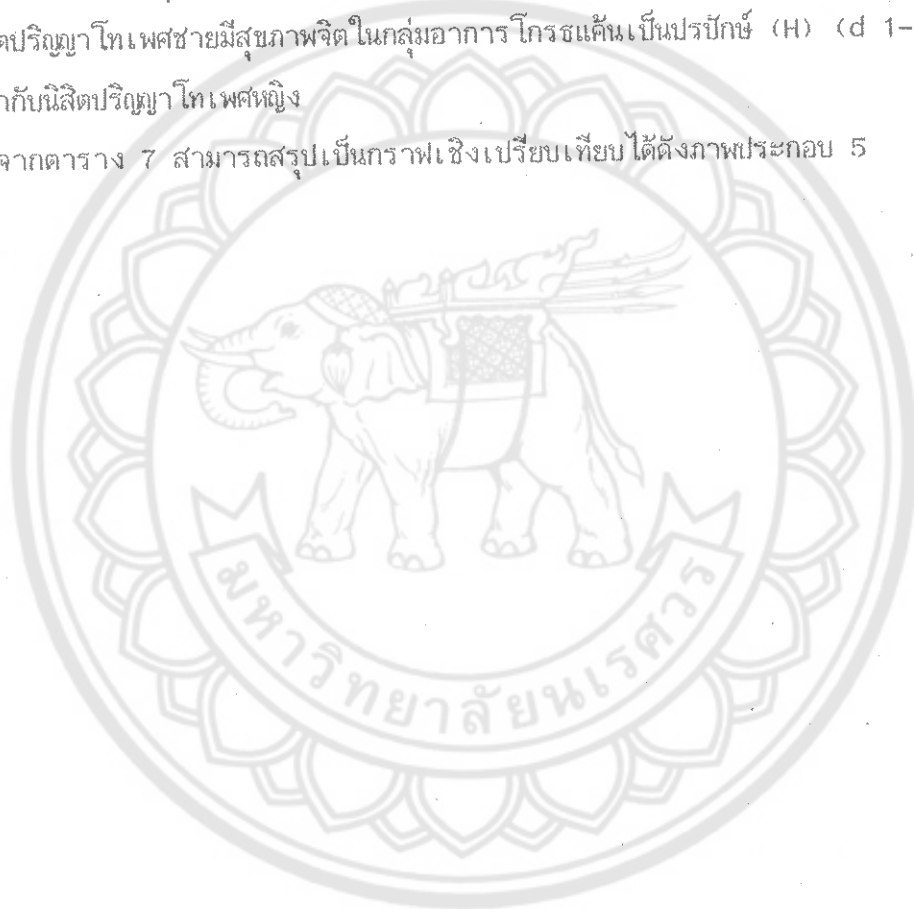 ตปริญญาโทเพศชายมีสุขภาพจิตในกลุ่มอาการโกรธแค้นเป็นปรปักษ์ (H) (d 1-
ากับนิสิตปริญญาโทเพศหญิง
จากตาราง 7 สามารถสรุปเป็นกราฟเชิงเปรียบเทียบได้ดังภาพประกอบ 5
มหาวิทยาลัยนเรศวร